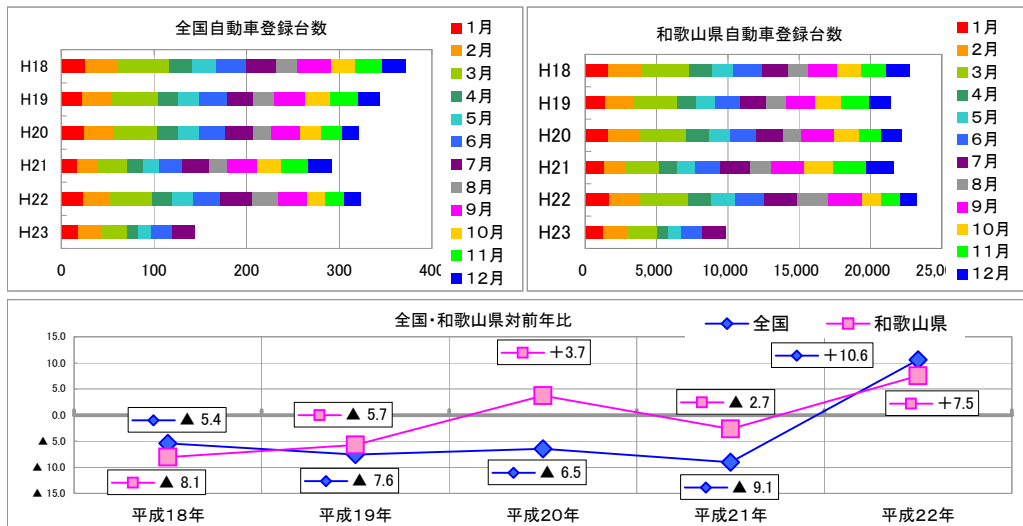 全国自動車登録台数
H18
H19
H20
H21
H22
H23
0
100
200
300
400
1月
2月
3月
4月
5月
6月
7月
8月
9月
10月
11月
12月
和歌山県自動車登録台数
H18
H19
H20
H21
H22
H23
0
5,000
10,000
15,000
20,000
25,00
1月
2月
3月
4月
5月
6月
7月
8月
9月
10月
11月
12月
全国・和歌山県対前年比
全国
和歌山県
15.0
10.0
5.0
0.0
▲ 5.0
▲ 10.0
▲ 15.0
▲ 5.4
▲ 8.1
▲ 5.7
▲ 7.6
+3.7
▲ 6.5
▲ 2.7
▲ 9.1
+10.6
+7.5
平成18年
平成19年
平成20年
平成21年
平成22年